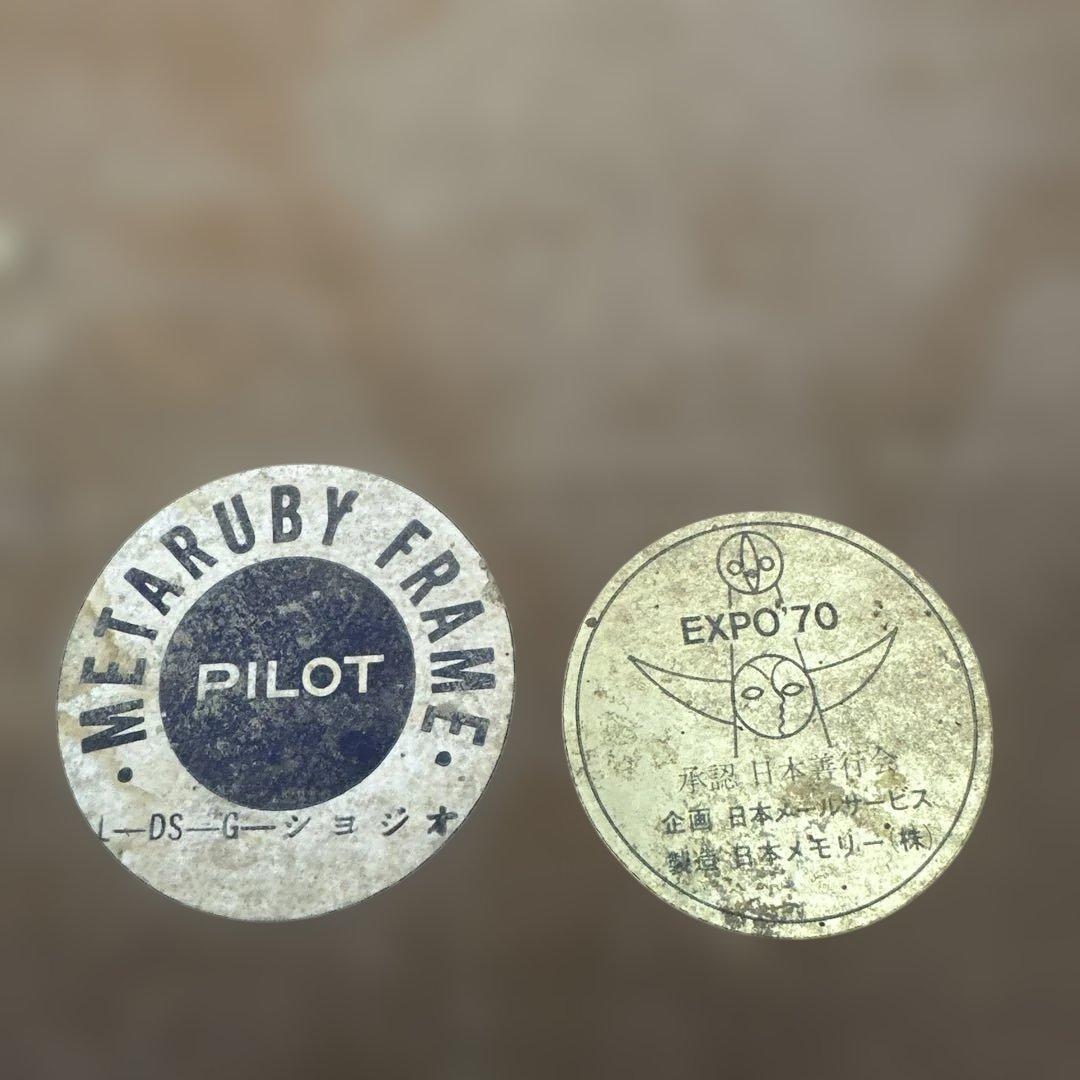 METARUBY FRAME
PILOT
L—DS—G—ショジオ
EXPO'70
承認 日本善行会
企画 日本メールサービス
製造 日本メモリー(株)